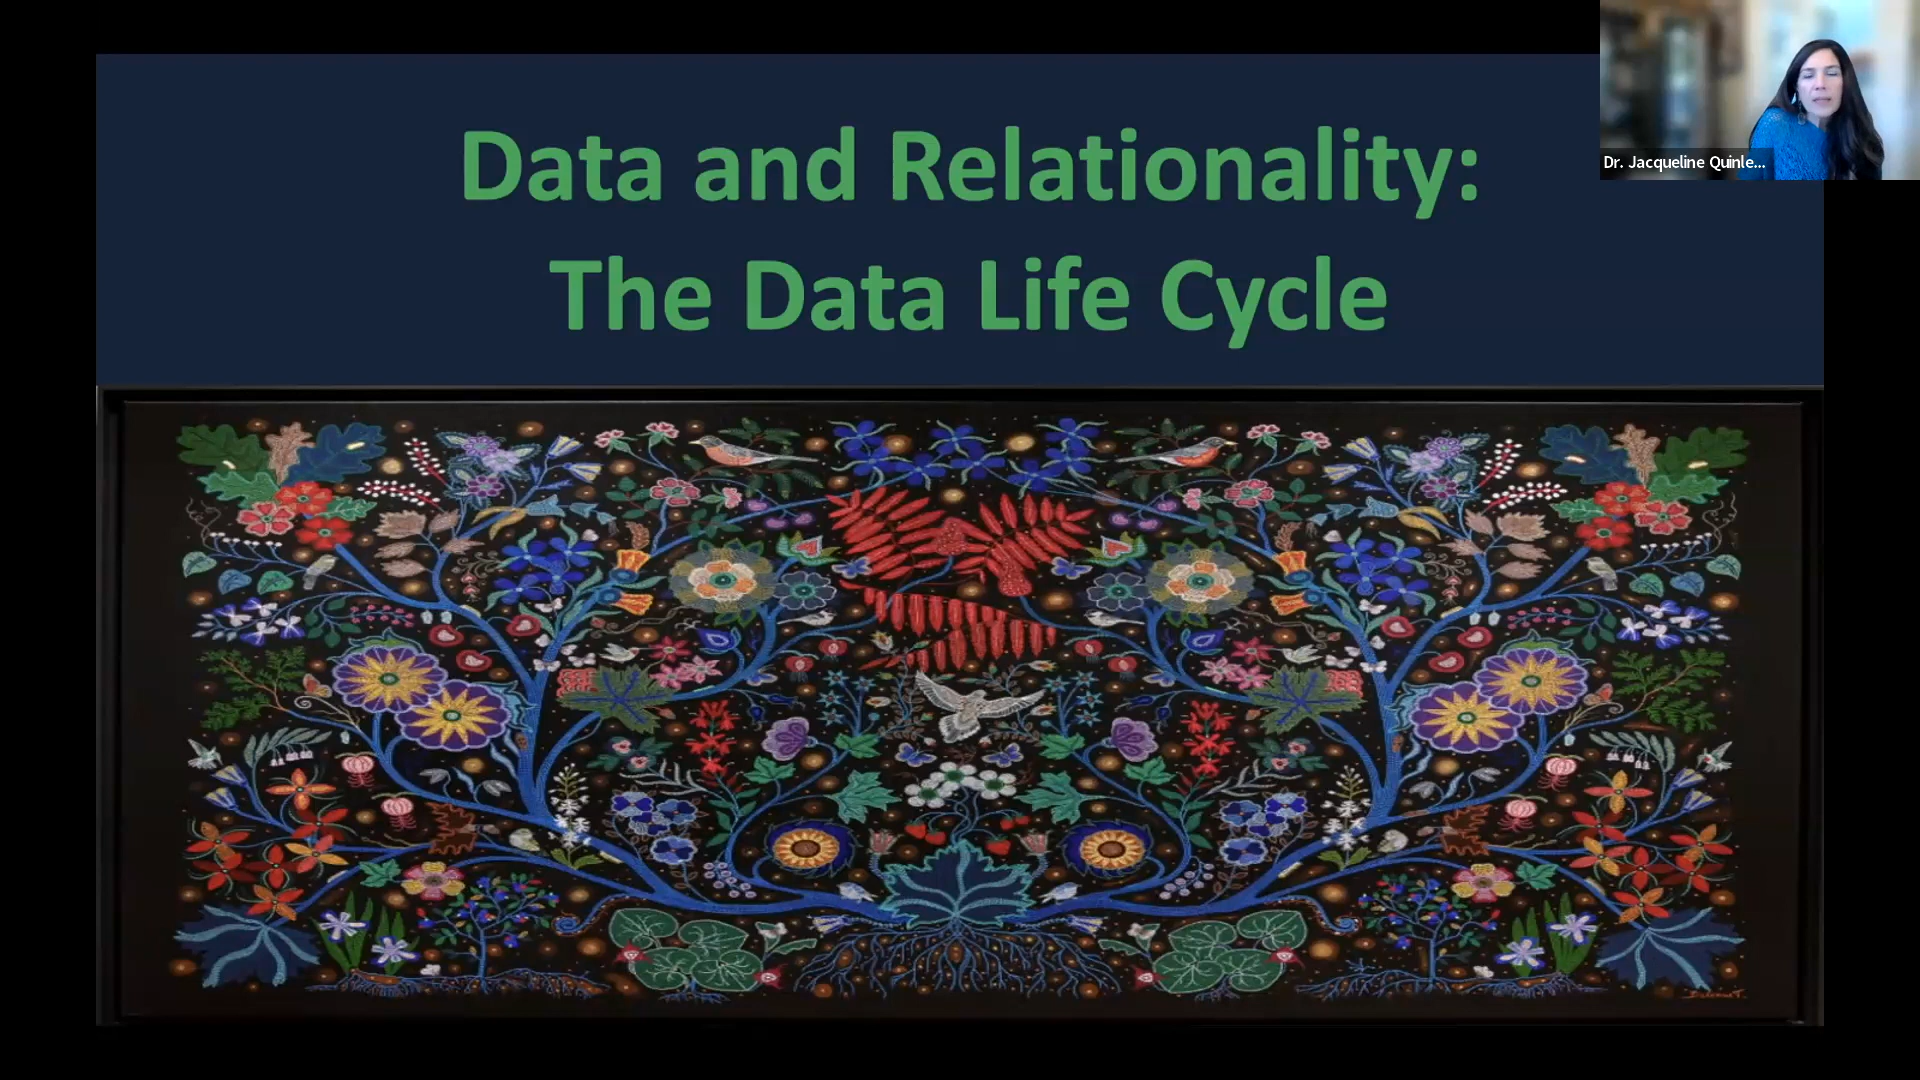 Data and Relationality:
The Data Life Cycle
Dr. Jacqueline Quinle...